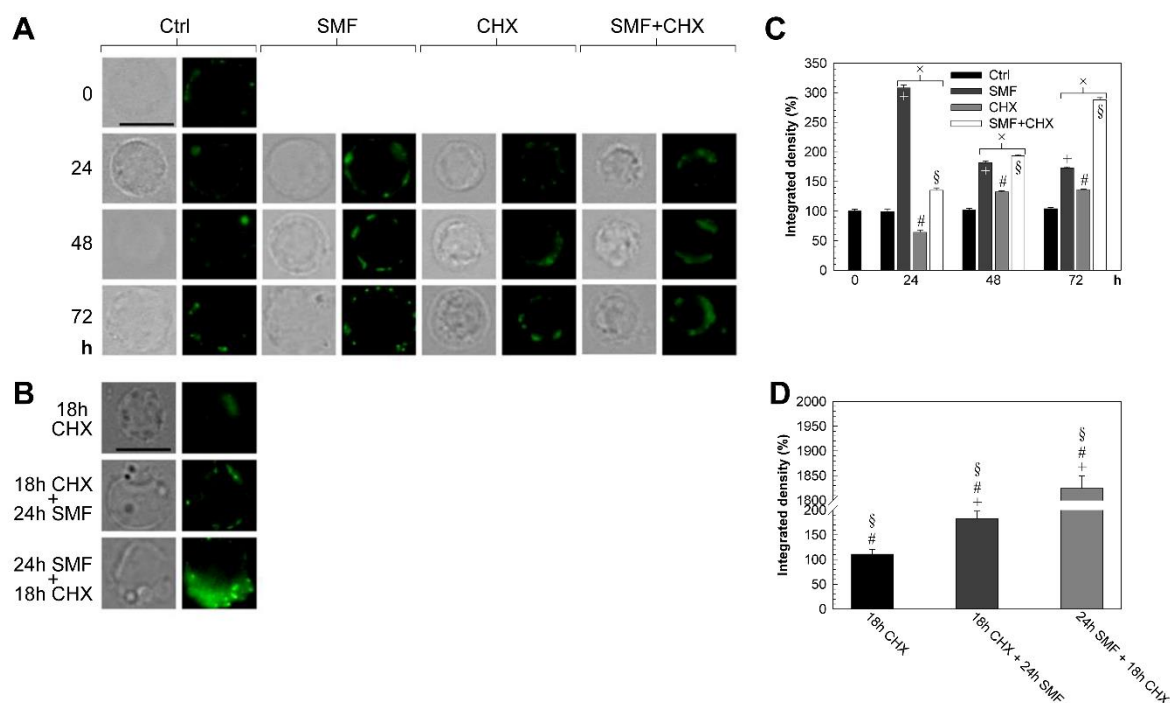 A
Ctrl SMF CHX SMF+CHX
0
24
48
72
h
B
18h
CHX
18h CHX
+
24h SMF
24h SMF
+
18h CHX
C
Integrated density (%)
350
300
250
200
150
100
50
0
Ctrl
SMF
CHX
SMF+CHX
× × ×
+ # §
+ # §
+ # §
0 24 48 72 h
D
Integrated density (%)
2000
1950
1900
1850
1800
200
150
100
50
0
§
#
§
#
+
§
#
+
18h CHX
18h CHX + 24h SMF
24h SMF + 18h CHX